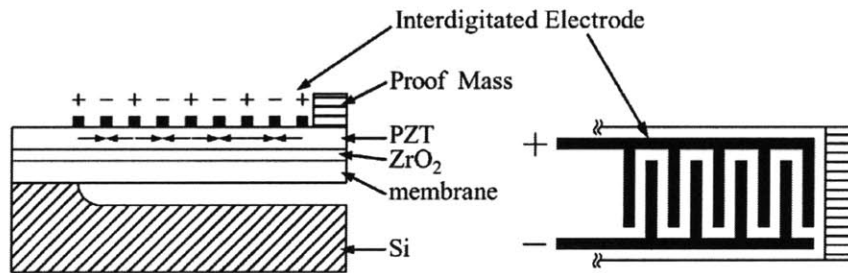 Interdigitated Electrode
Proof Mass
+ − + − + − + − +
PZT
ZrO₂
membrane
Si
+
−